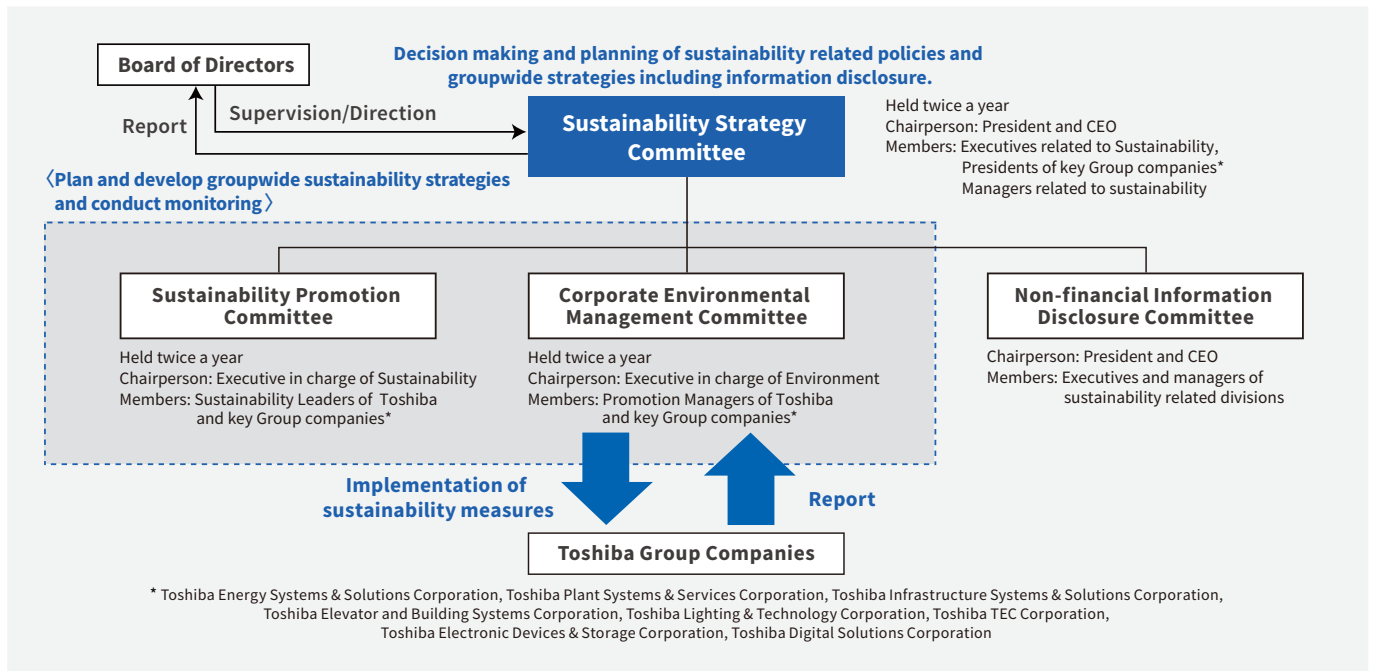 Board of Directors
Decision making and planning of sustainability related policies and
groupwide strategies including information disclosure.
Report
Supervision/Direction
Sustainability Strategy
Committee
Held twice a year
Chairperson: President and CEO
Members: Executives related to Sustainability,
Presidents of key Group companies*
Managers related to sustainability
〈Plan and develop groupwide sustainability strategies
and conduct monitoring〉
Sustainability Promotion
Committee
Held twice a year
Chairperson: Executive in charge of Sustainability
Members: Sustainability Leaders of Toshiba
and key Group companies*
Corporate Environmental
Management Committee
Held twice a year
Chairperson: Executive in charge of Environment
Members: Promotion Managers of Toshiba
and key Group companies*
Non-financial Information
Disclosure Committee
Chairperson: President and CEO
Members: Executives and managers of
sustainability related divisions
Implementation of
sustainability measures
Report
Toshiba Group Companies
* Toshiba Energy Systems & Solutions Corporation, Toshiba Plant Systems & Services Corporation, Toshiba Infrastructure Systems & Solutions Corporation,
Toshiba Elevator and Building Systems Corporation, Toshiba Lighting & Technology Corporation, Toshiba TEC Corporation,
Toshiba Electronic Devices & Storage Corporation, Toshiba Digital Solutions Corporation